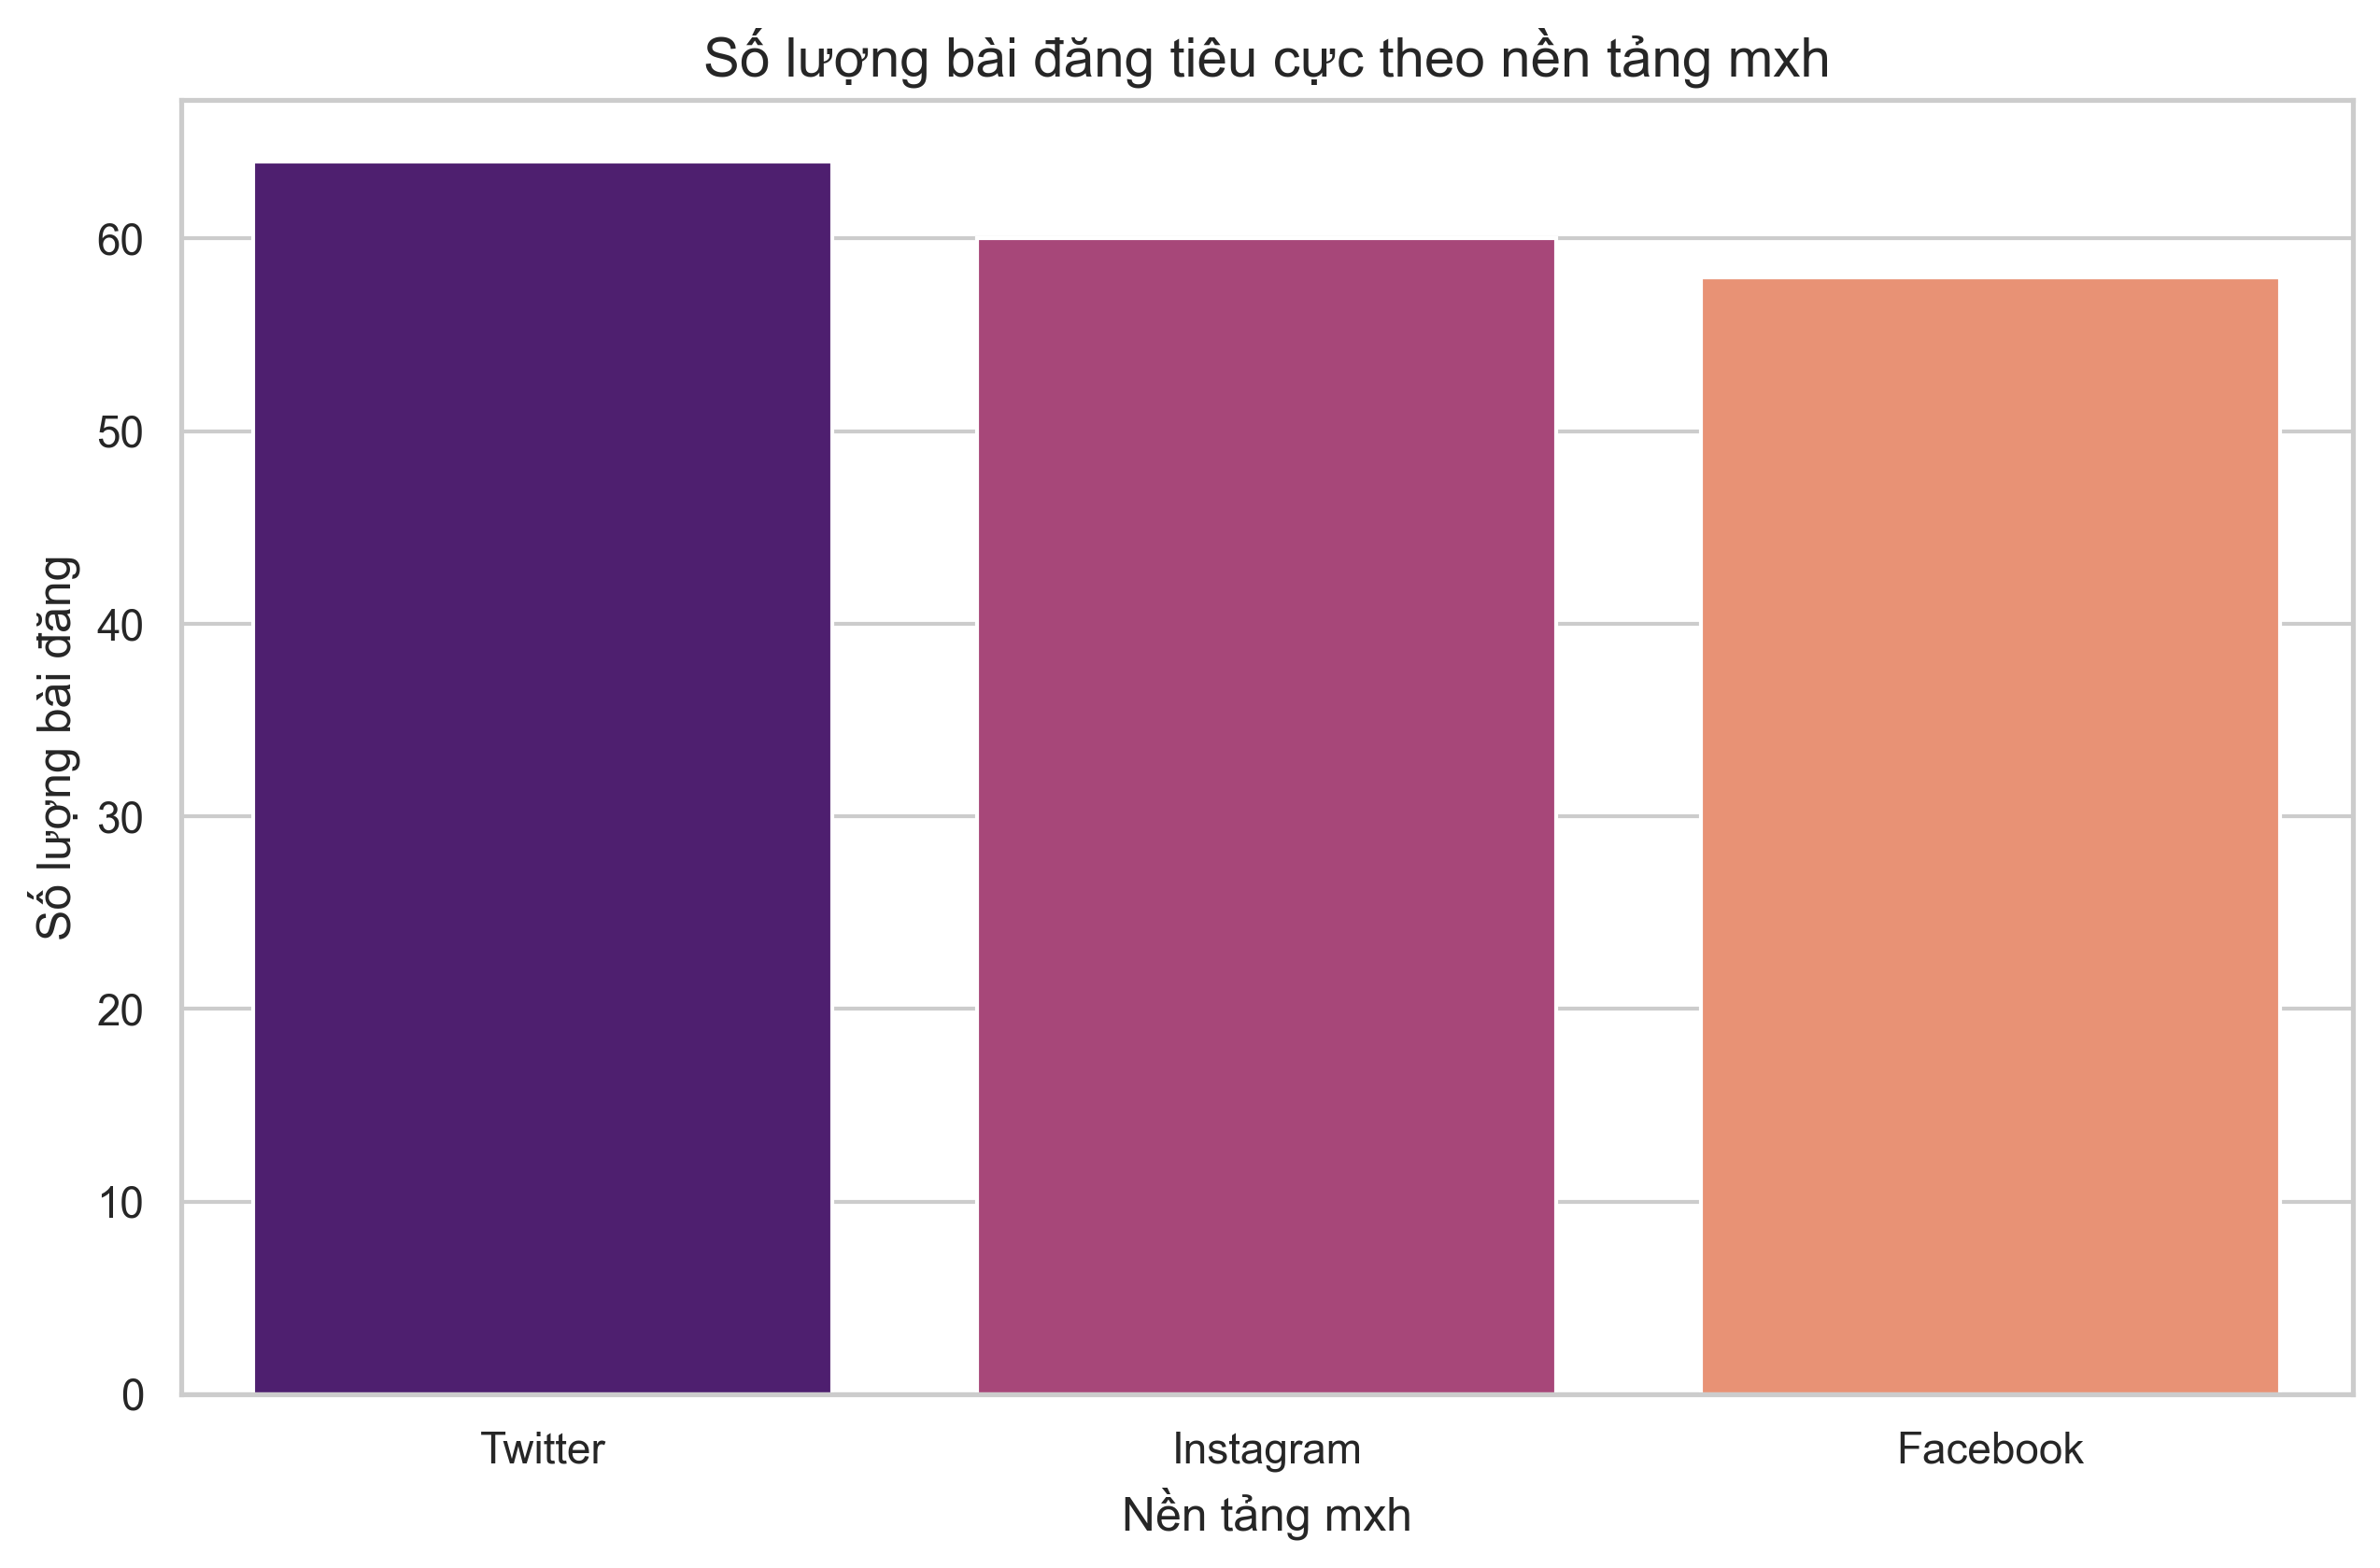 Số lượng bài đăng tiêu cực theo nền tảng mxh
Số lượng bài đăng
60
50
40
30
20
10
0
Twitter Instagram Facebook
Nền tảng mxh